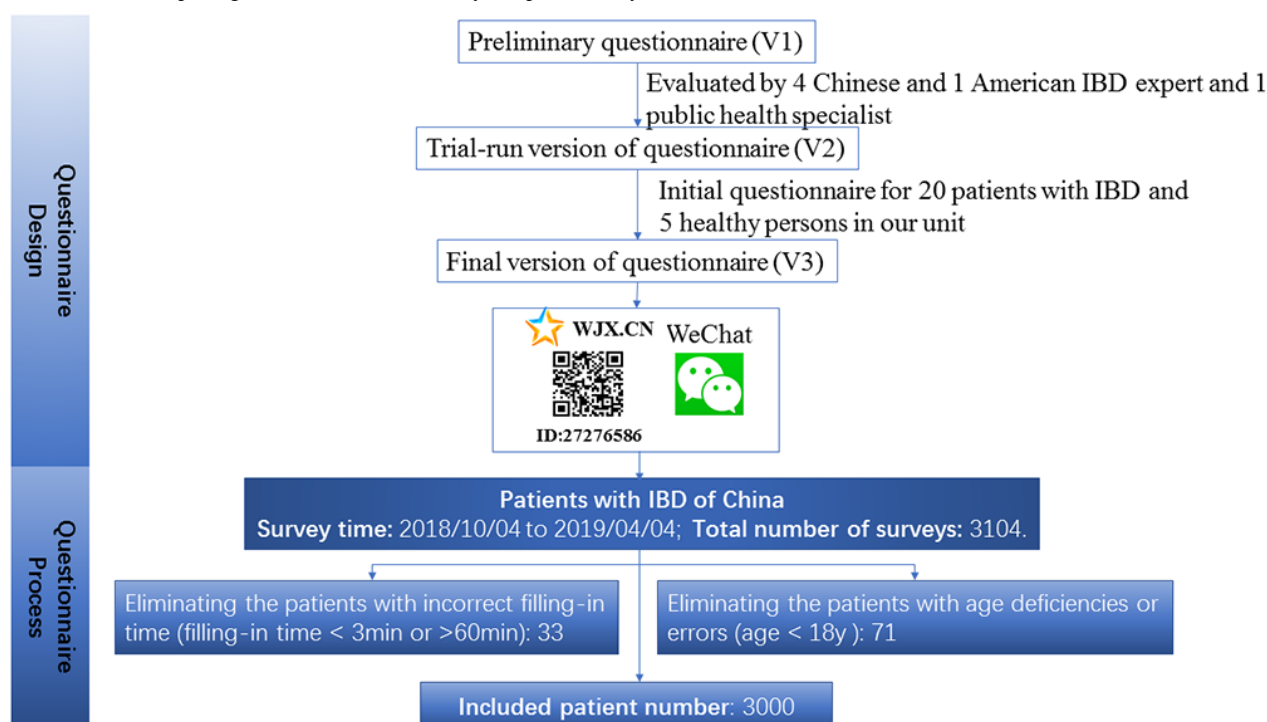 Preliminary questionnaire (V1)
Evaluated by 4 Chinese and 1 American IBD expert and 1
public health specialist
Trial-run version of questionnaire (V2)
Initial questionnaire for 20 patients with IBD and
5 healthy persons in our unit
Final version of questionnaire (V3)
WJX.CN WeChat
ID:27276586
Questionnaire
Design
Patients with IBD of China
Survey time: 2018/10/04 to 2019/04/04; Total number of surveys: 3104.
Eliminating the patients with incorrect filling-in
time (filling-in time < 3min or >60min): 33
Eliminating the patients with age deficiencies or
errors (age < 18y ): 71
Included patient number: 3000
Questionnaire
Process